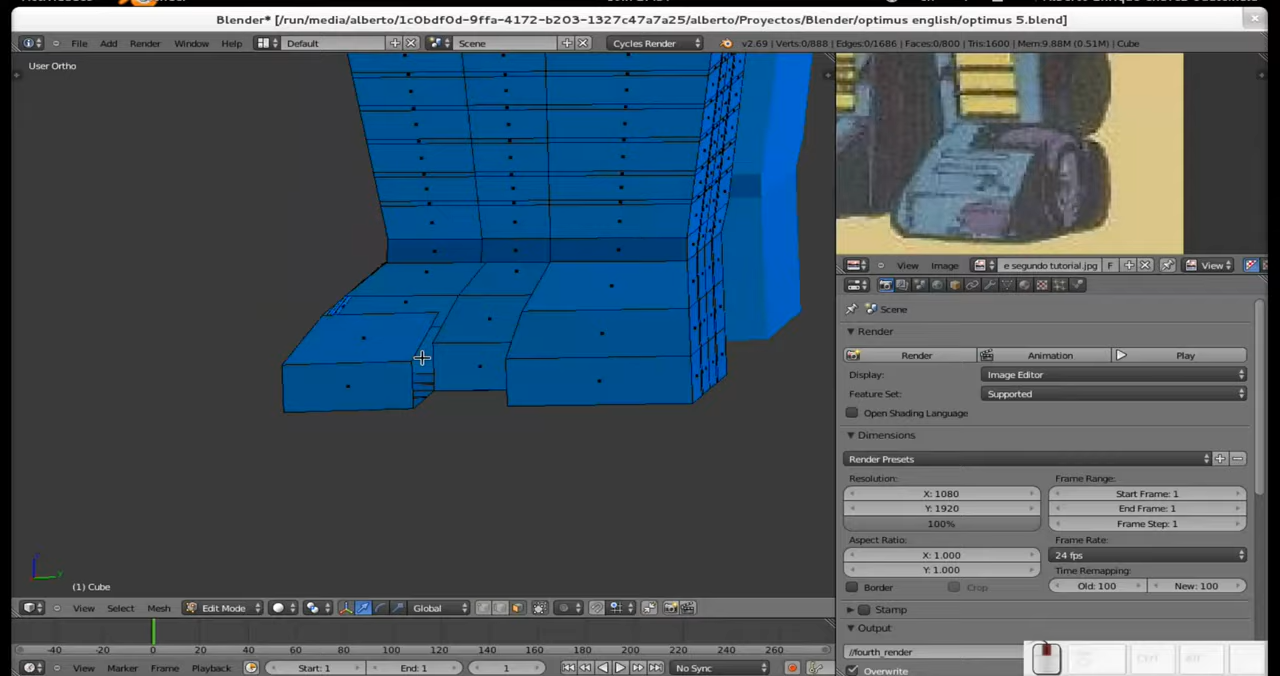 Blender* [/run/media/alberto/1c0bdf0d-9ffa-4172-b203-1327c47a7a25/alberto/Proyectos/Blender/optimus english/optimus 5.blend]
File Add Render Window Help Default Scene Cycles Render v2.69 | Verts:0/888 | Edges:0/1686 | Faces:0/800 | Tris:1600 | Mem:9.88M (0.51M) | Cube
User Ortho
View Image e segundo tutorial.jpg F View
Scene
Render
Render Animation Play
Display: Image Editor
Feature Set: Supported
Open Shading Language
Dimensions
Render Presets
Resolution: Frame Range:
X: 1080 Start Frame: 1
Y: 1920 End Frame: 1
100% Frame Step: 1
Aspect Ratio: Frame Rate:
X: 1.000 24 fps
Y: 1.000 Time Remapping:
Border Crop Old: 100 New: 100
Stamp
Output
//fourth_render
Overwrite
z
y
(1) Cube
View Select Mesh Edit Mode Global
-40 -20 0 20 40 60 80 100 120 140 160 180 200 220 240 260
View Marker Frame Playback Start: 1 End: 1 1 No Sync
Ctrl Alt